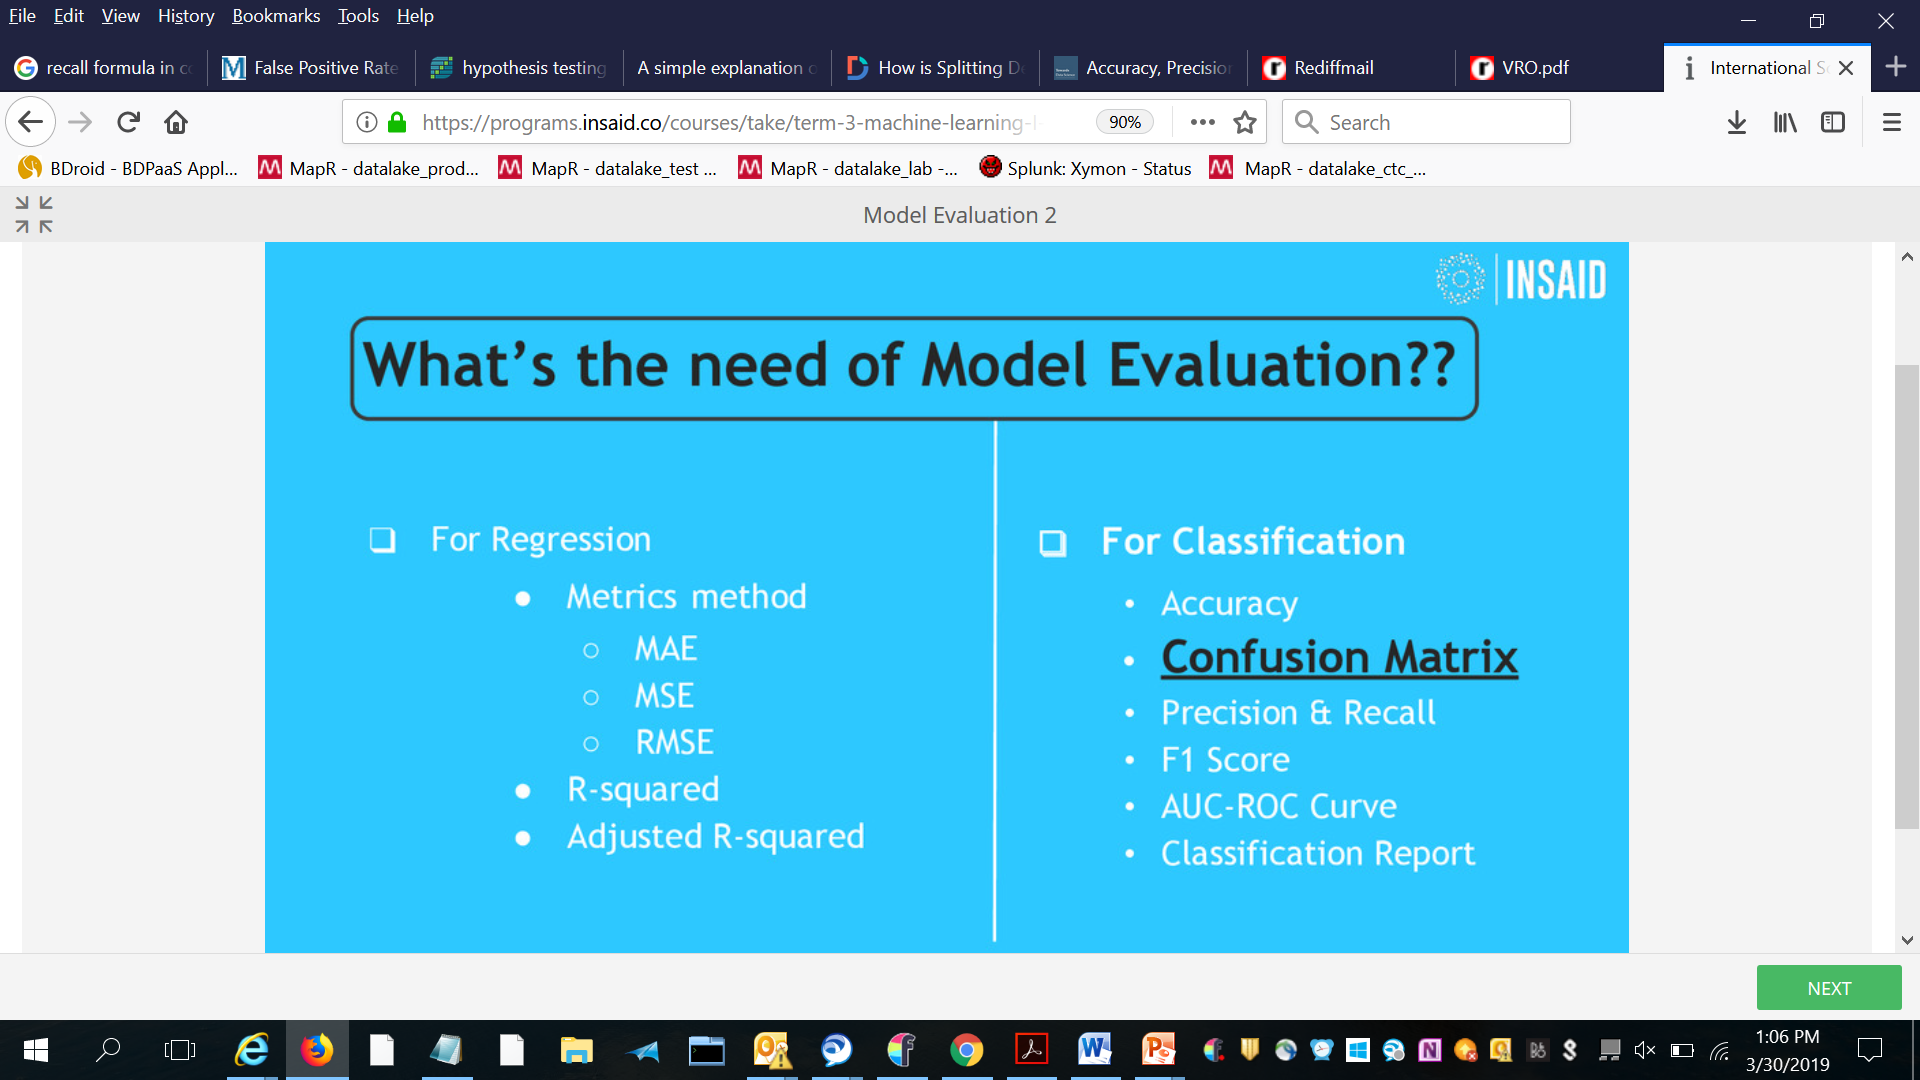 File Edit View History Bookmarks Tools Help
recall formula in c
False Positive Rate
hypothesis testing
A simple explanation o
How is Splitting D
Accuracy, Precision
Rediffmail
VRO.pdf
International S
https://programs.insaid.co/courses/take/term-3-machine-learning-l
90%
Search
BDroid - BDPaaS Appl...
MapR - datalake_prod...
MapR - datalake_test ...
MapR - datalake_lab -...
Splunk: Xymon - Status
MapR - datalake_ctc_...
Model Evaluation 2
INSAID
What's the need of Model Evaluation??
For Regression
Metrics method
MAE
MSE
RMSE
R-squared
Adjusted R-squared
For Classification
Accuracy
Confusion Matrix
Precision & Recall
F1 Score
AUC-ROC Curve
Classification Report
NEXT
1:06 PM
3/30/2019